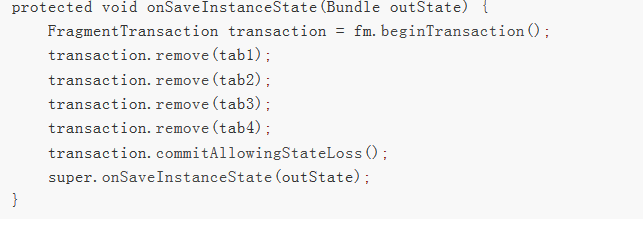 protected void onSaveInstanceState(Bundle outState) {
    FragmentTransaction transaction = fm.beginTransaction();
    transaction.remove(tab1);
    transaction.remove(tab2);
    transaction.remove(tab3);
    transaction.remove(tab4);
    transaction.commitAllowingStateLoss();
    super.onSaveInstanceState(outState);
}